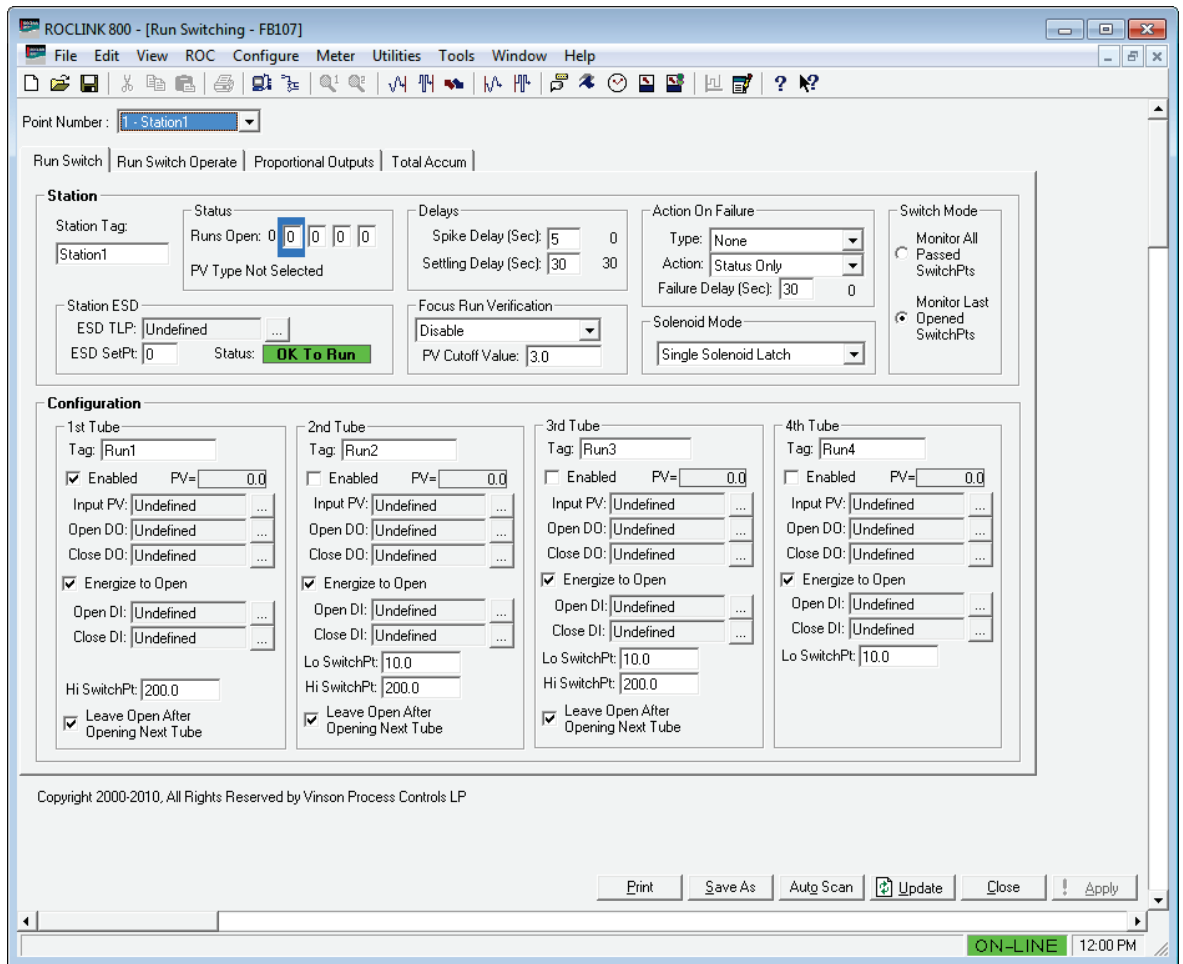 ROCLINK 800 - [Run Switching - FB107]
File Edit View ROC Configure Meter Utilities Tools Window Help
Point Number : 1 - Station1
Run Switch Run Switch Operate Proportional Outputs Total Accum
Station
Station Tag:
Station1
Status
Runs Open: 0 0 0 0 0
PV Type Not Selected
Delays
Spike Delay (Sec): 5 0
Settling Delay (Sec): 30 30
Action On Failure
Type: None
Action: Status Only
Failure Delay (Sec): 30 0
Switch Mode
Monitor All
Passed
SwitchPts
Monitor Last
Opened
SwitchPts
Station ESD
ESD TLP: Undefined ...
ESD SetPt: 0 Status: OK To Run
Focus Run Verification
Disable
PV Cutoff Value: 3.0
Solenoid Mode
Single Solenoid Latch
Configuration
1st Tube
Tag: Run1
Enabled PV= 0.0
Input PV: Undefined ...
Open DO: Undefined ...
Close DO: Undefined ...
Energize to Open
Open DI: Undefined ...
Close DI: Undefined ...
Hi SwitchPt: 200.0
Leave Open After
Opening Next Tube
2nd Tube
Tag: Run2
Enabled PV= 0.0
Input PV: Undefined ...
Open DO: Undefined ...
Close DO: Undefined ...
Energize to Open
Open DI: Undefined ...
Close DI: Undefined ...
Lo SwitchPt: 10.0
Hi SwitchPt: 200.0
Leave Open After
Opening Next Tube
3rd Tube
Tag: Run3
Enabled PV= 0.0
Input PV: Undefined ...
Open DO: Undefined ...
Close DO: Undefined ...
Energize to Open
Open DI: Undefined ...
Close DI: Undefined ...
Lo SwitchPt: 10.0
Hi SwitchPt: 200.0
Leave Open After
Opening Next Tube
4th Tube
Tag: Run4
Enabled PV= 0.0
Input PV: Undefined ...
Open DO: Undefined ...
Close DO: Undefined ...
Energize to Open
Open DI: Undefined ...
Close DI: Undefined ...
Lo SwitchPt: 10.0
Copyright 2000-2010, All Rights Reserved by Vinson Process Controls LP
Print Save As Auto Scan Update Close ! Apply
ON-LINE 12:00 PM